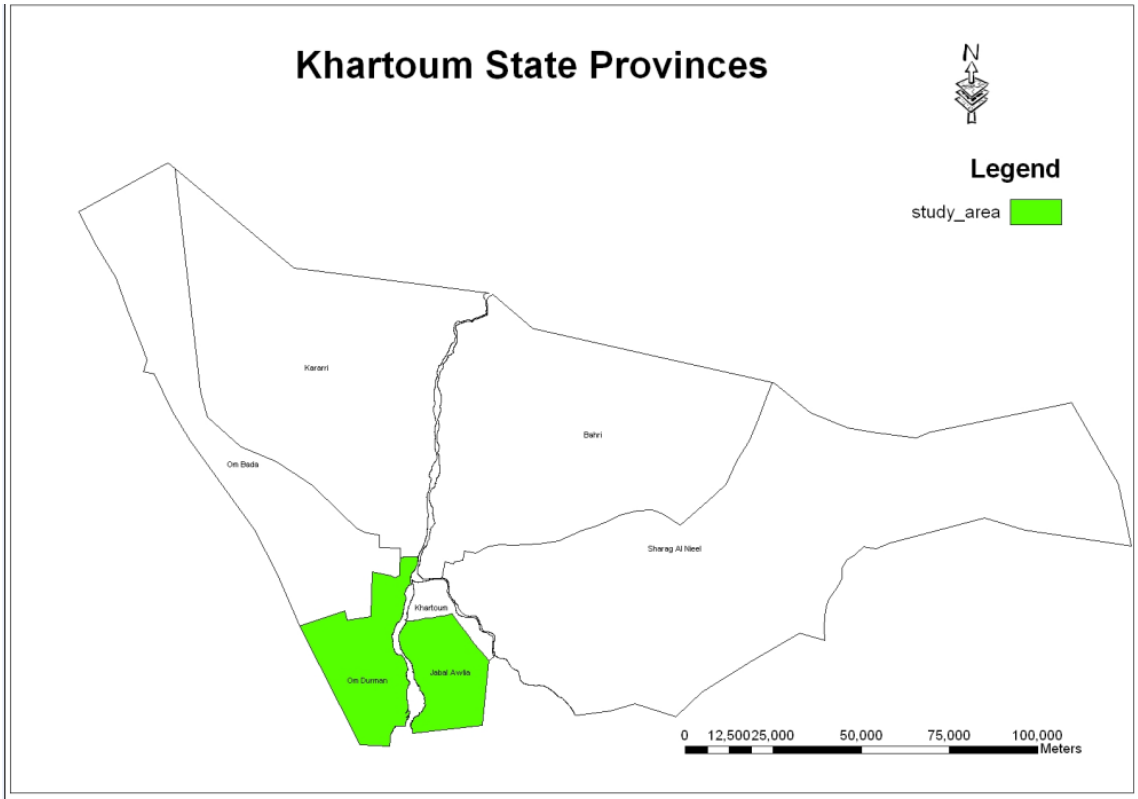 Khartoum State Provinces
N
Legend
study_area
Kararri
Bahri
Om Bada
Sharag Al Neel
Khartoum
Om Durman
Jabal Awlia
0 12,500 25,000 50,000 75,000 100,000
Meters